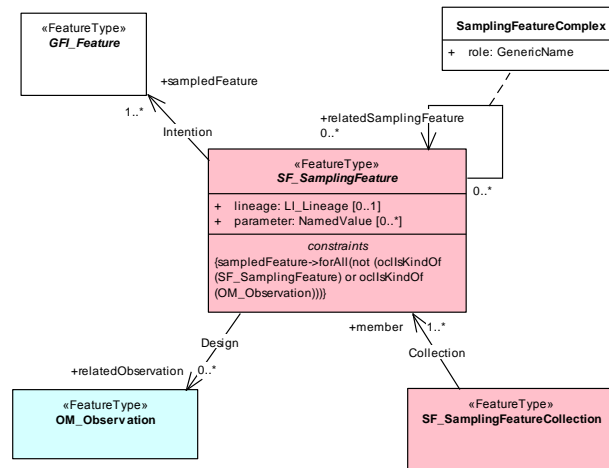 «FeatureType»
GFI_Feature
SamplingFeatureComplex
+ role: GenericName
+sampledFeature
1..*
Intention
+relatedSamplingFeature
0..*
0..*
«FeatureType»
SF_SamplingFeature
+ lineage: LI_Lineage [0..1]
+ parameter: NamedValue [0..*]
constraints
{sampledFeature->forAll(not (oclIsKindOf
(SF_SamplingFeature) or oclIsKindOf
(OM_Observation)))}
Design
+relatedObservation
0..*
+member
1..*
Collection
«FeatureType»
OM_Observation
«FeatureType»
SF_SamplingFeatureCollection